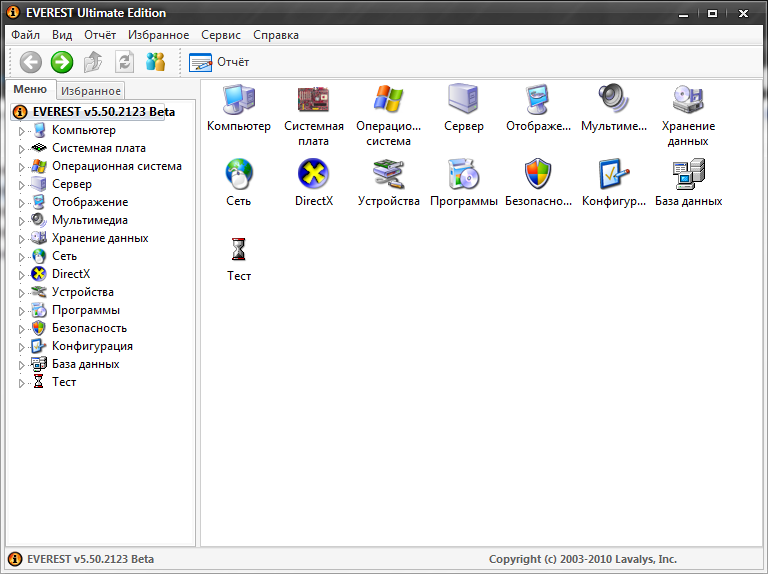 EVEREST Ultimate Edition
Файл Вид Отчёт Избранное Сервис Справка
Отчёт
Меню Избранное
EVEREST v5.50.2123 Beta
Компьютер
Системная плата
Операционная система
Сервер
Отображение
Мультимедиа
Хранение данных
Сеть
DirectX
Устройства
Программы
Безопасность
Конфигурация
База данных
Тест
Компьютер Системная плата Операцио... система Сервер Отображе... Мультиме... Хранение данных
Сеть DirectX Устройства Программы Безопасно... Конфигур... База данных
Тест
EVEREST v5.50.2123 Beta Copyright (c) 2003-2010 Lavalys, Inc.